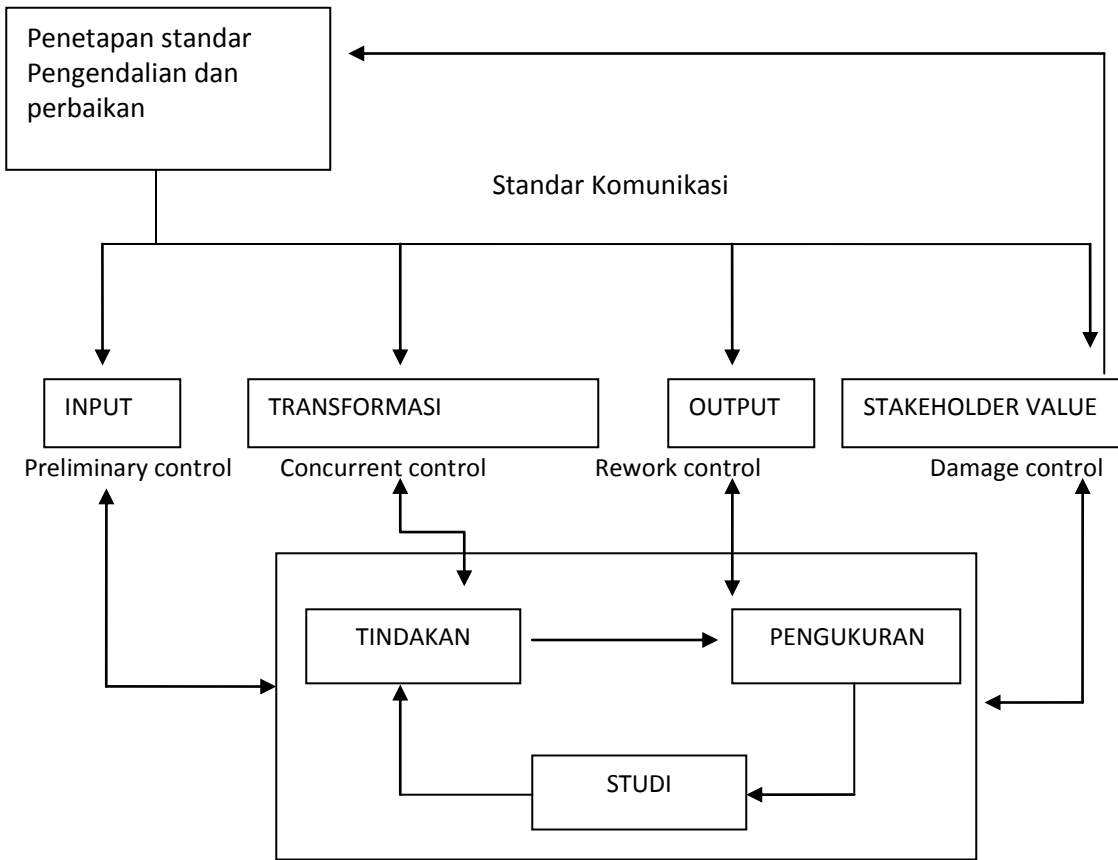 Penetapan standar
Pengendalian dan
perbaikan
Standar Komunikasi
INPUT
TRANSFORMASI
OUTPUT
STAKEHOLDER VALUE
Preliminary control
Concurrent control
Rework control
Damage control
TINDAKAN
PENGUKURAN
STUDI